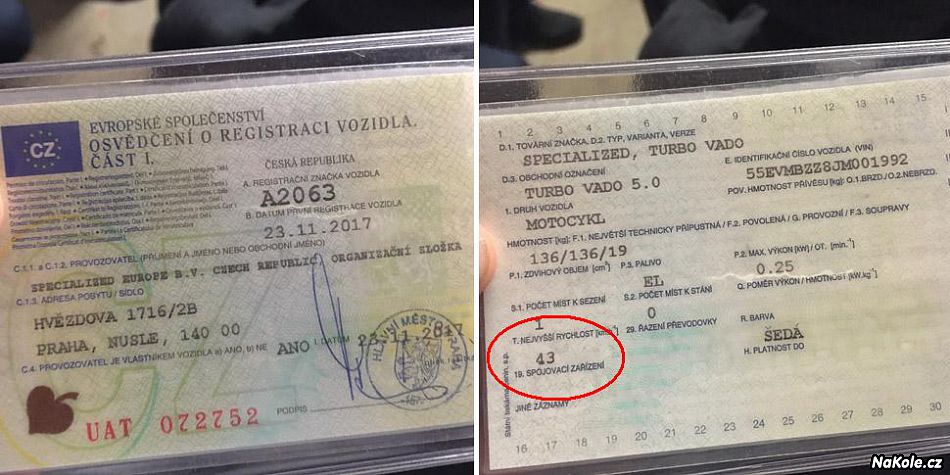 CZ
EVROPSKÉ SPOLEČENSTVÍ
OSVĚDČENÍ O REGISTRACI VOZIDLA
ČÁST I.
ČESKÁ REPUBLIKA
A. REGISTRAČNÍ ZNAČKA VOZIDLA
A2063
B. DATUM PRVNÍ REGISTRACE VOZIDLA
23.11.2017
C.1.1. a C.1.2. PROVOZOVATEL (PŘÍJMENÍ A JMÉNO NEBO OBCHODNÍ JMÉNO)
SPECIALIZED EUROPE B.V. CZECH REPUBLIC ORGANIZAČNÍ SLOŽKA
C.1.3. ADRESA POBYTU / SÍDLO
HVĚZDOVA 1716/2B
PRAHA, NUSLE, 140 00
C.4. PROVOZOVATEL JE VLASTNÍKEM VOZIDLA a) ANO, b) NE
ANO
I. DATUM
23.11.2017
HLAVNÍ MĚSTO PRAHA
UAT 072752
PODPIS
1 2 3 4 5 6 7 8 9 10 11 12 13 14 15
D.1. TOVÁRNÍ ZNAČKA, D.2. TYP, VARIANTA, VERZE
SPECIALIZED, TURBO VADO
D.3. OBCHODNÍ OZNAČENÍ
E. IDENTIFIKAČNÍ ČÍSLO VOZIDLA (VIN)
TURBO VADO 5.0
55EVMBZZ8JM001992
1. DRUH VOZIDLA
POV. HMOTNOST PŘÍVĚSU [kg]: O.1.BRZD./O.2.NEBRZD.
MOTOCYKL
HMOTNOST [kg]: F.1. NEJVĚTŠÍ TECHNICKY PŘÍPUSTNÁ / F.2. POVOLENÁ / G. PROVOZNÍ / F.3. SOUPRAVY
136/136/19
P.1. ZDVIHOVÝ OBJEM [cm³]
P.3. PALIVO
P.2. MAX. VÝKON [kW] / OT. [min.⁻¹]
EL
0.25
S.1. POČET MÍST K SEZENÍ
S.2. POČET MÍST K STÁNÍ
Q. POMĚR VÝKON / HMOTNOST [kW.kg⁻¹]
1
0
T. NEJVYŠŠÍ RYCHLOST
29. ŘAZENÍ PŘEVODOVKY
R. BARVA
43
ŠEDÁ
19. SPOJOVACÍ ZAŘÍZENÍ
H. PLATNOST DO
JINÉ ZÁZNAMY
16 17 18 19 20 21 22 23 24 25 26 27 28 29 30
NaKole.cz